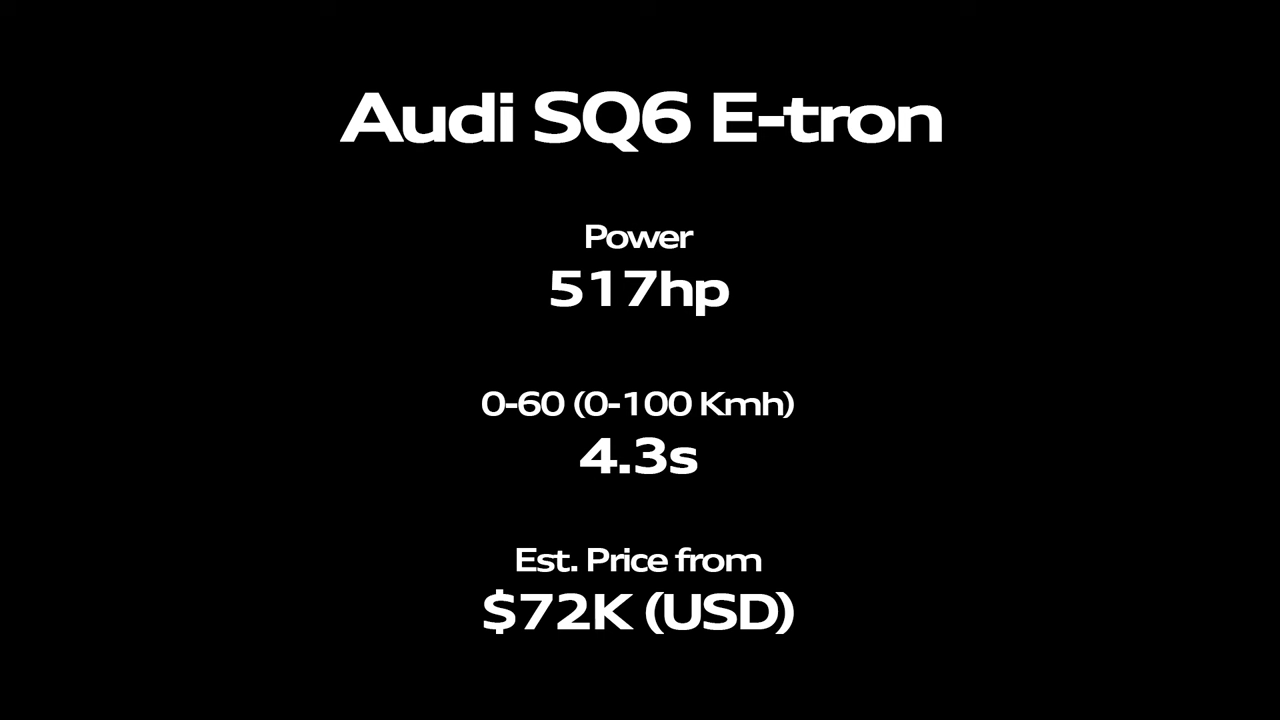 Audi SQ6 E-tron
Power
517hp
0-60 (0-100 Kmh)
4.3s
Est. Price from
$72K (USD)